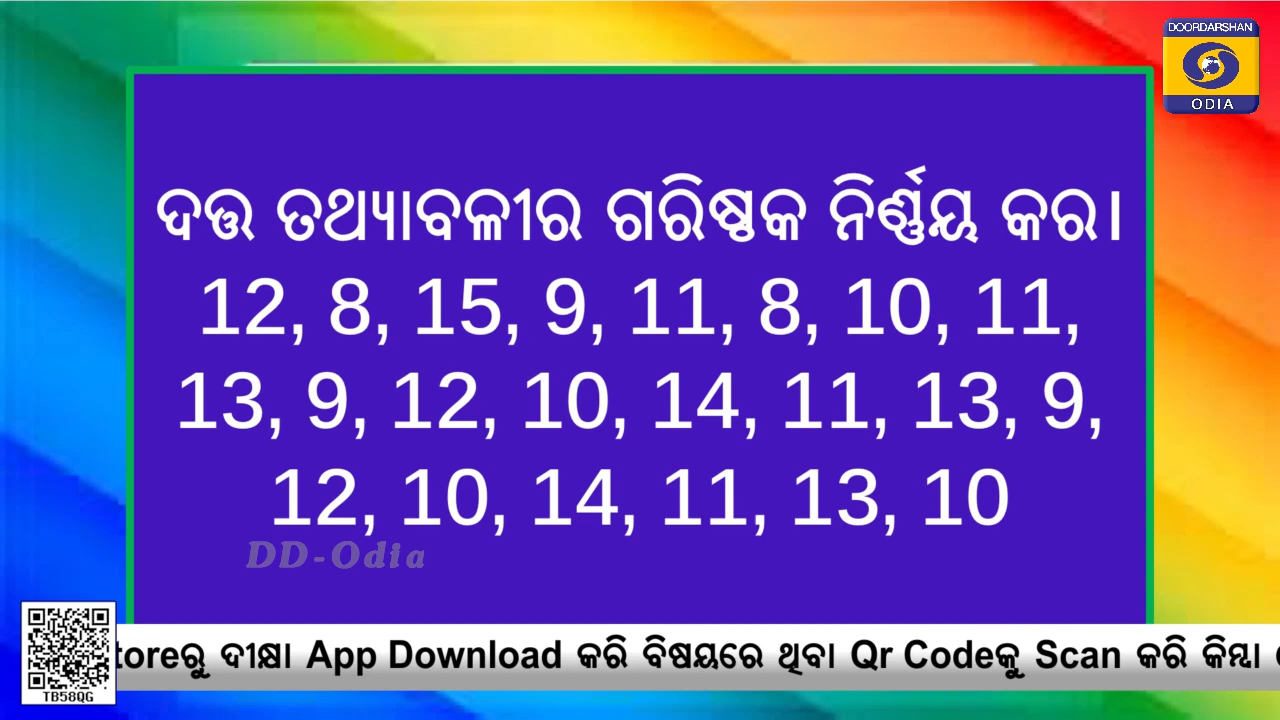 DOORDARSHAN
ODIA
ଦତ୍ତ ତଥ୍ୟାବଳୀର ଗରିଷ୍ଠକ ନିର୍ଣ୍ଣୟ କର।
12, 8, 15, 9, 11, 8, 10, 11,
13, 9, 12, 10, 14, 11, 13, 9,
12, 10, 14, 11, 13, 10
DD-Odia
toreରୁ ଦୀକ୍ଷା App Download କରି ବିଷୟରେ ଥିବା Qr Codeକୁ Scan କରି କିମ୍ବା
TB58QG